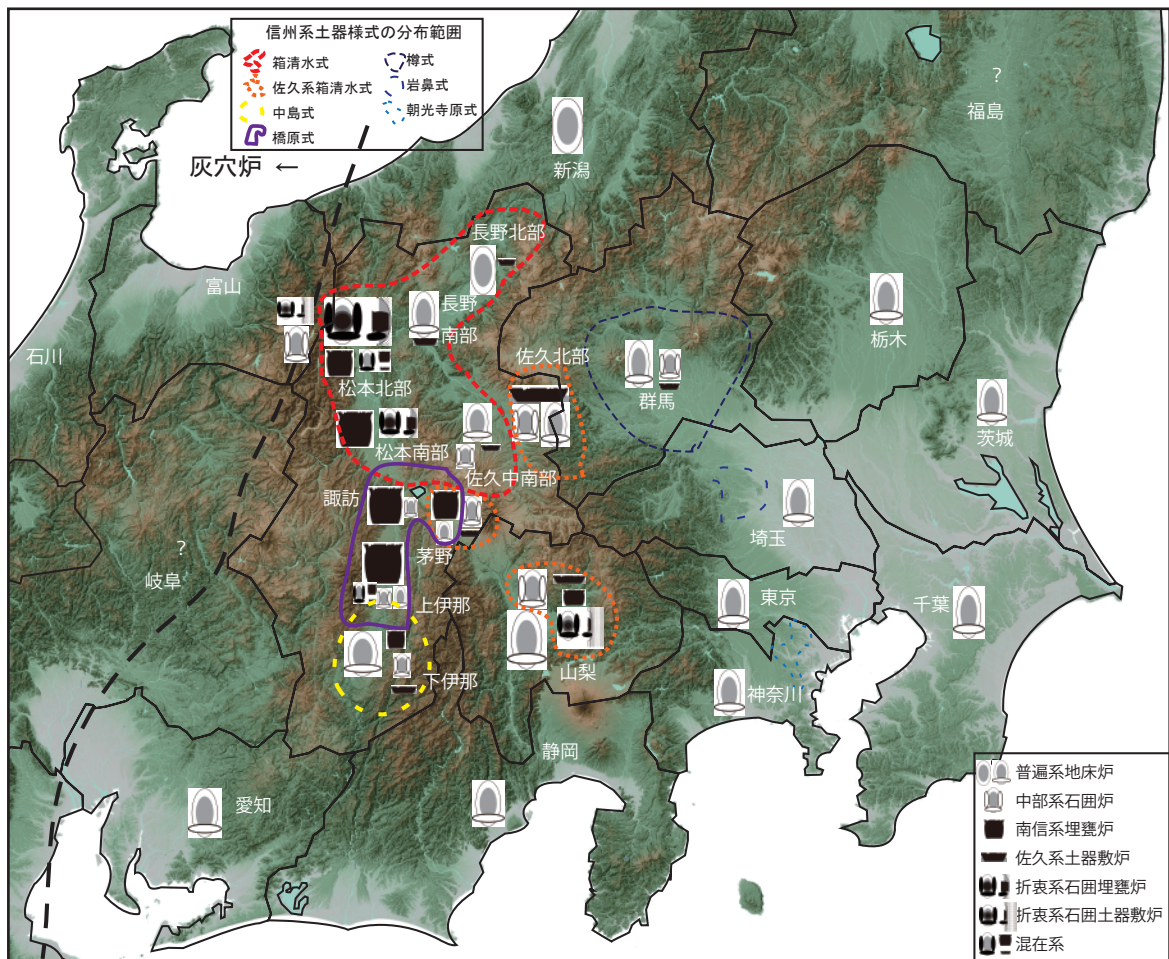 信州系土器様式の分布範囲
箱清水式
佐久系箱清水式
中島式
橋原式
樽式
岩鼻式
朝光寺原式
灰穴炉 ←
?
福島
新潟
長野北部
富山
長野
南部
石川
栃木
佐久北部
群馬
松本北部
茨城
松本南部
佐久中南部
諏訪
埼玉
?
茅野
岐阜
東京
千葉
上伊那
山梨
下伊那
神奈川
静岡
愛知
普遍系地床炉
中部系石囲炉
南信系埋甕炉
佐久系土器敷炉
折衷系石囲埋甕炉
折衷系石囲土器敷炉
混在系